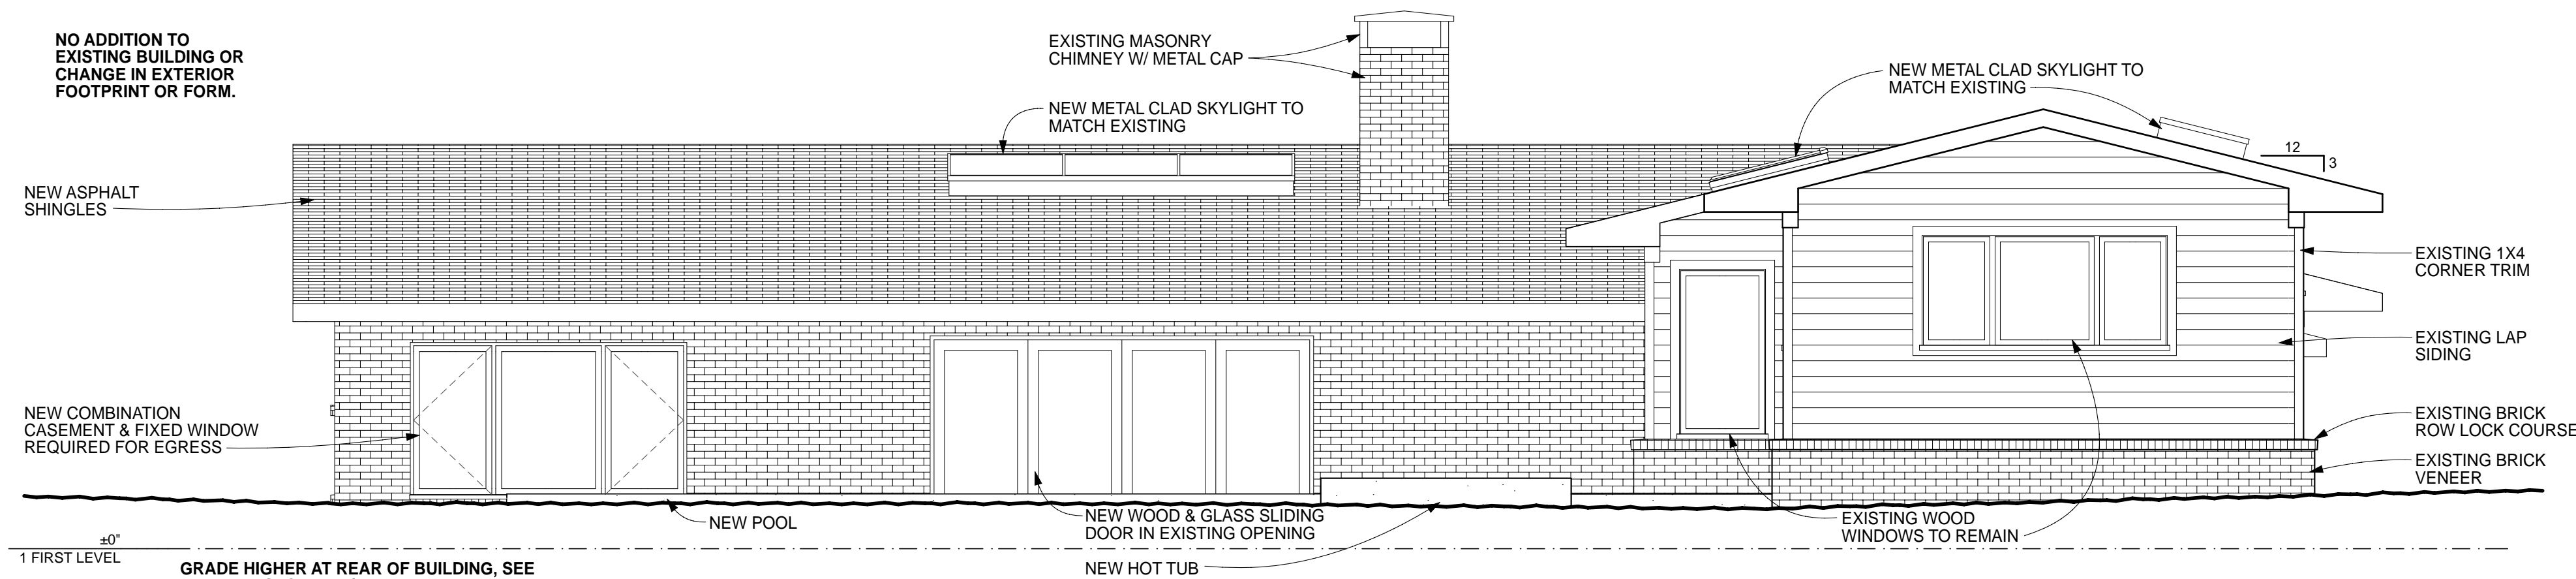 NO ADDITION TO
EXISTING BUILDING OR
CHANGE IN EXTERIOR
FOOTPRINT OR FORM.
EXISTING MASONRY
CHIMNEY W/ METAL CAP
NEW METAL CLAD SKYLIGHT TO
MATCH EXISTING
NEW METAL CLAD SKYLIGHT TO
MATCH EXISTING
12
3
NEW ASPHALT
SHINGLES
EXISTING 1X4
CORNER TRIM
EXISTING LAP
SIDING
NEW COMBINATION
CASEMENT & FIXED WINDOW
REQUIRED FOR EGRESS
EXISTING BRICK
ROW LOCK COURSE
EXISTING BRICK
VENEER
NEW POOL
NEW WOOD & GLASS SLIDING
DOOR IN EXISTING OPENING
EXISTING WOOD
WINDOWS TO REMAIN
NEW HOT TUB
±0"
1 FIRST LEVEL
GRADE HIGHER AT REAR OF BUILDING, SEE